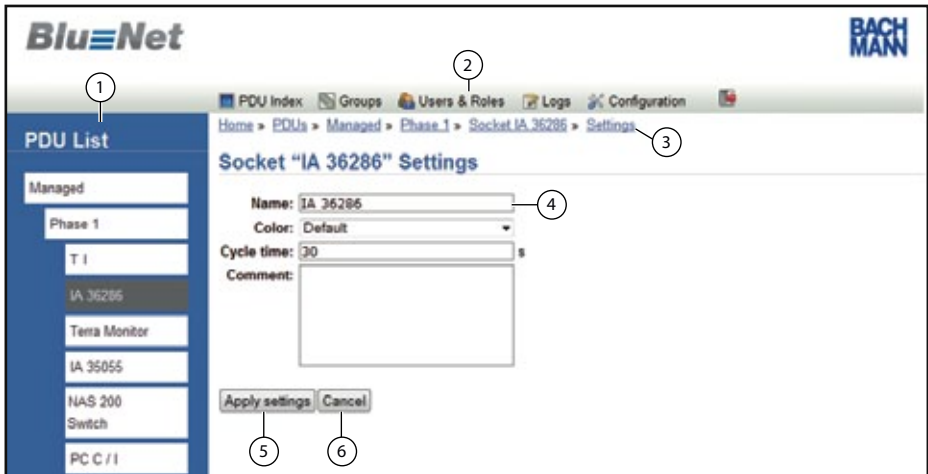 BlueNet
BACH
MANN
2
1
PDU Index Groups Users & Roles Logs Configuration
Home » PDUs » Managed » Phase 1 » Socket IA 36286 » Settings
3
PDU List
Socket “IA 36286” Settings
Managed
Name: IA 36286
4
Phase 1
Color: Default
Cycle time: 30 s
T I
Comment:
IA 36286
Terra Monitor
IA 35055
NAS 200
Switch
Apply settings Cancel
5
6
PC C / I